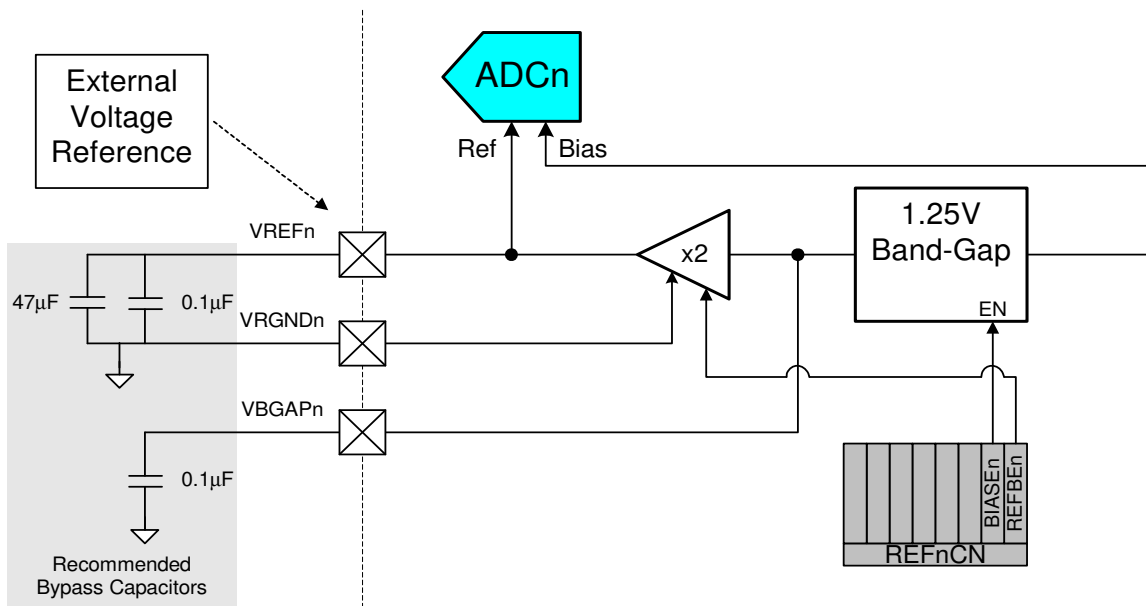 ADCn
External
Voltage
Reference
Ref
Bias
VREFn
x2
1.25V
Band-Gap
EN
47µF
0.1µF
VRGNDn
VBGAPn
0.1µF
BIASEn
REFBEn
REFnCN
Recommended
Bypass Capacitors